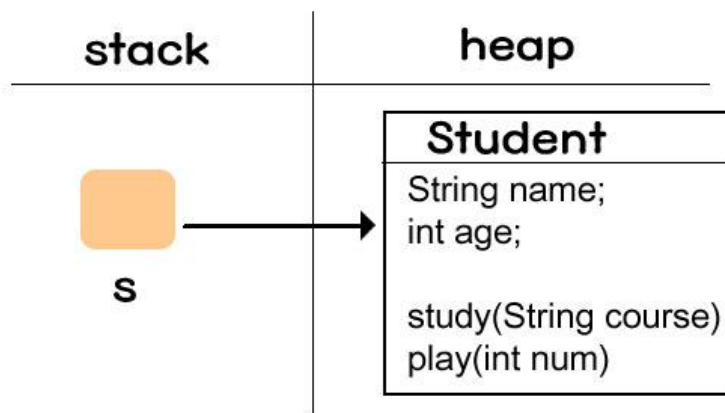 stack
heap
Student
String name;
int age;
s
study(String course)
play(int num)